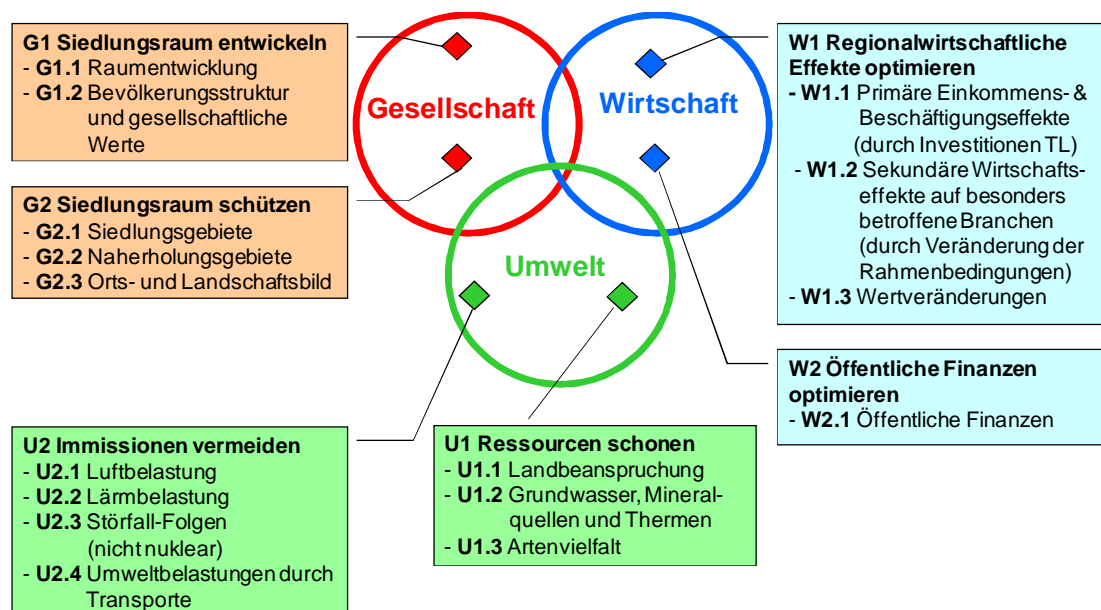 G1 Siedlungsraum entwickeln
- G1.1 Raumentwicklung
- G1.2 Bevölkerungsstruktur
und gesellschaftliche
Werte
G2 Siedlungsraum schützen
- G2.1 Siedlungsgebiete
- G2.2 Naherholungsgebiete
- G2.3 Orts- und Landschaftsbild
Gesellschaft
Wirtschaft
Umwelt
W1 Regionalwirtschaftliche
Effekte optimieren
- W1.1 Primäre Einkommens- &
Beschäftigungseffekte
(durch Investitionen TL)
- W1.2 Sekundäre Wirtschafts-
effekte auf besonders
betroffene Branchen
(durch Veränderung der
Rahmenbedingungen)
- W1.3 Wertveränderungen
W2 Öffentliche Finanzen
optimieren
- W2.1 Öffentliche Finanzen
U2 Immissionen vermeiden
- U2.1 Luftbelastung
- U2.2 Lärmbelastung
- U2.3 Störfall-Folgen
(nicht nuklear)
- U2.4 Umweltbelastungen durch
Transporte
U1 Ressourcen schonen
- U1.1 Landbeanspruchung
- U1.2 Grundwasser, Mineral-
quellen und Thermen
- U1.3 Artenvielfalt